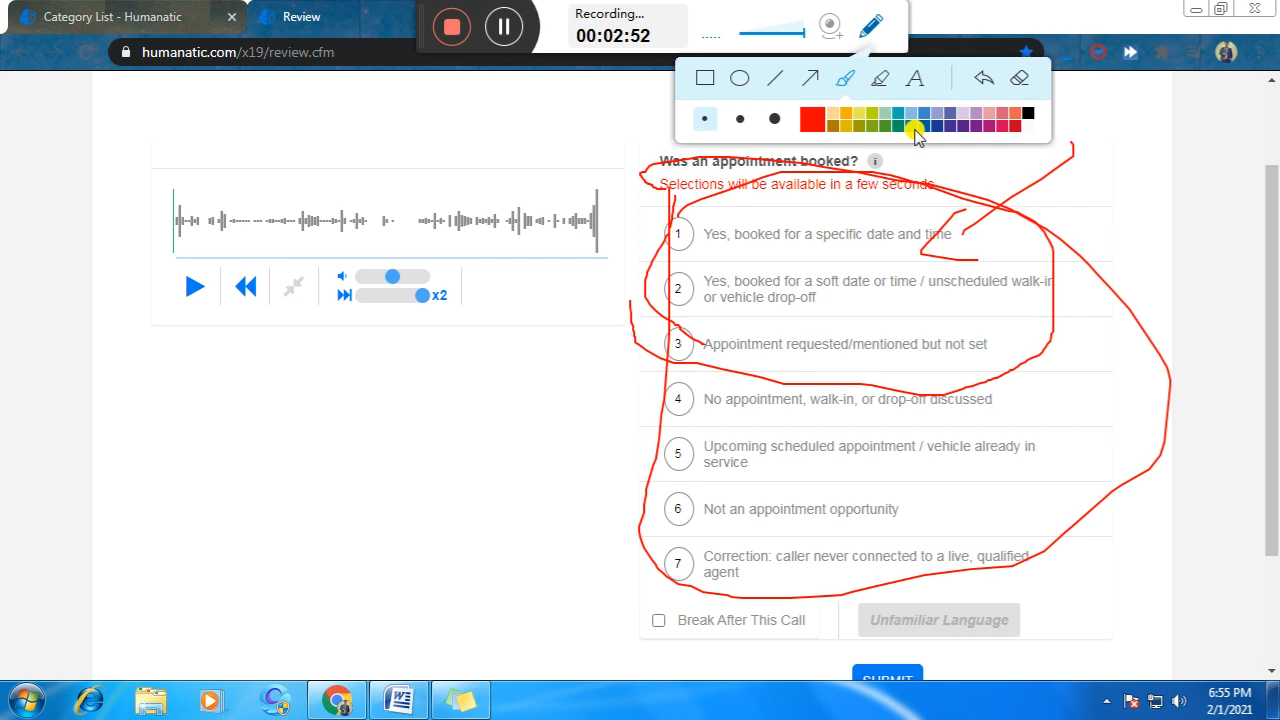 Category List - Humanatic
Review
Recording...
00:02:52
humanatic.com/x19/review.cfm
A
Was an appointment booked? i
Selections will be available in a few seconds
1 Yes, booked for a specific date and time
2 Yes, booked for a soft date or time / unscheduled walk-in
or vehicle drop-off
3 Appointment requested/mentioned but not set
4 No appointment, walk-in, or drop-off discussed
5 Upcoming scheduled appointment / vehicle already in
service
6 Not an appointment opportunity
7 Correction: caller never connected to a live, qualified
agent
x2
Break After This Call
Unfamiliar Language
SUBMIT
6:55 PM
2/1/2021